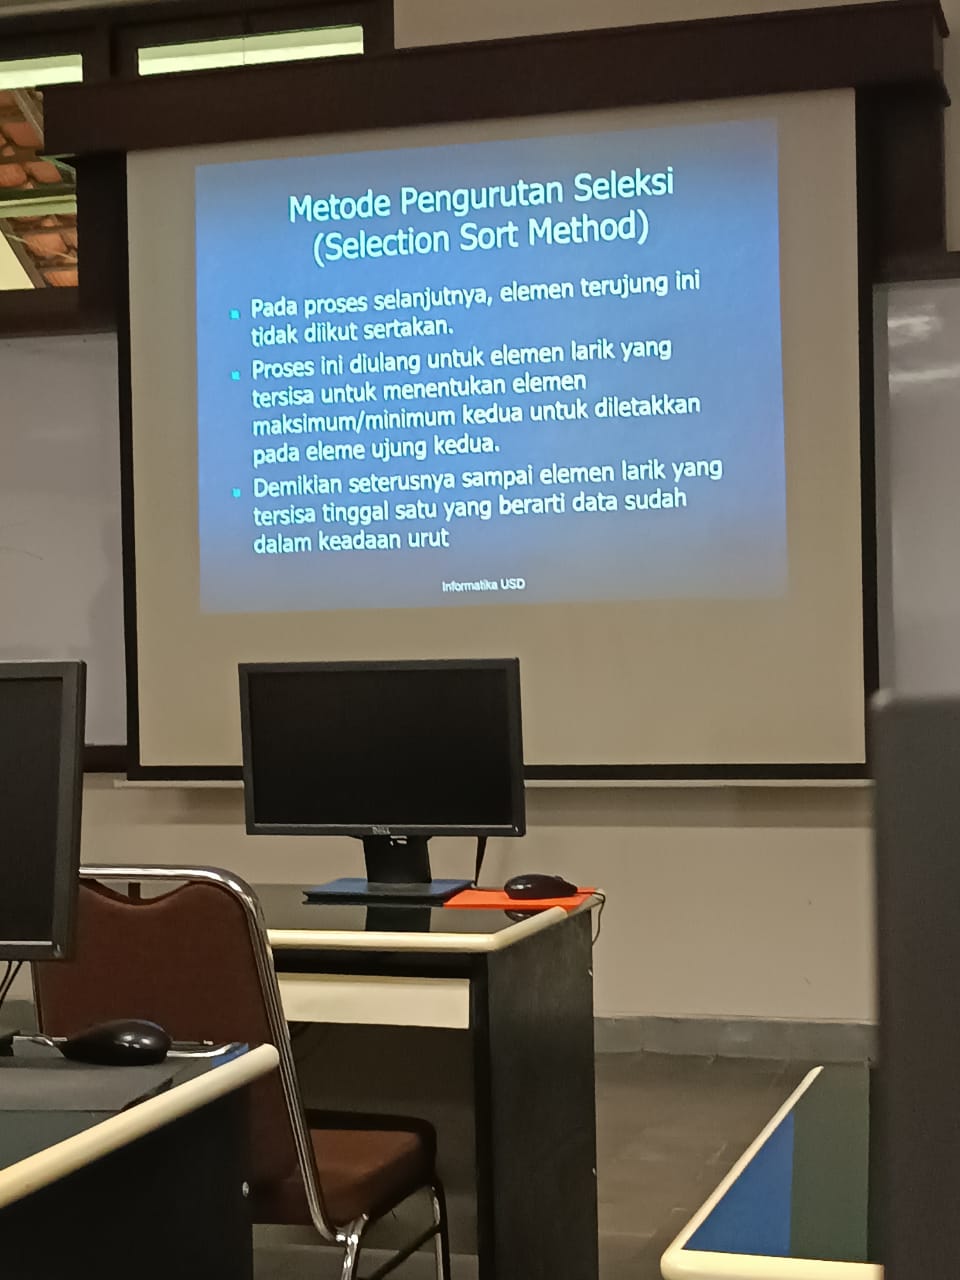 Metode Pengurutan Seleksi
(Selection Sort Method)
Pada proses selanjutnya, elemen terujung ini
tidak diikut sertakan.
Proses ini diulang untuk elemen larik yang
tersisa untuk menentukan elemen
maksimum/minimum kedua untuk diletakkan
pada eleme ujung kedua.
Demikian seterusnya sampai elemen larik yang
tersisa tinggal satu yang berarti data sudah
dalam keadaan urut
Informatika USD
DELL